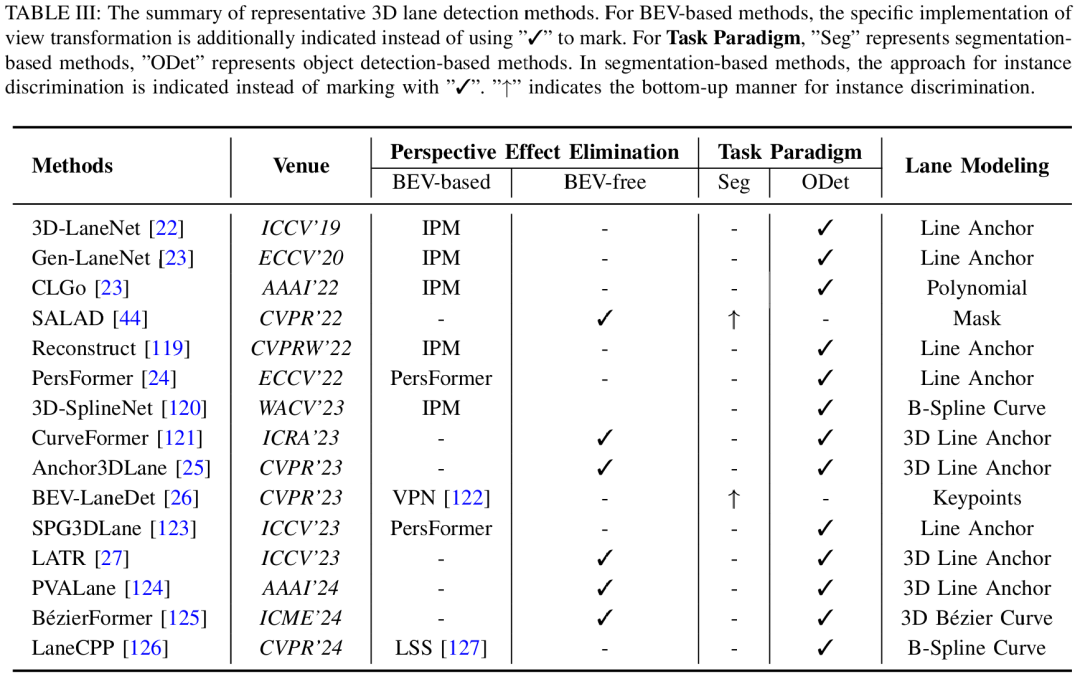 TABLE III: The summary of representative 3D lane detection methods. For BEV-based methods, the specific implementation of
view transformation is additionally indicated instead of using ”✓” to mark. For Task Paradigm, ”Seg” represents segmentation-
based methods, ”ODet” represents object detection-based methods. In segmentation-based methods, the approach for instance
discrimination is indicated instead of marking with ”✓”. ”↑” indicates the bottom-up manner for instance discrimination.
Methods Venue Perspective Effect Elimination Task Paradigm Lane Modeling
BEV-based BEV-free Seg ODet
3D-LaneNet [22] ICCV’19 IPM - - ✓ Line Anchor
Gen-LaneNet [23] ECCV’20 IPM - - ✓ Line Anchor
CLGo [23] AAAI’22 IPM - - ✓ Polynomial
SALAD [44] CVPR’22 - ✓ ↑ - Mask
Reconstruct [119] CVPRW’22 IPM - - ✓ Line Anchor
PersFormer [24] ECCV’22 PersFormer - - ✓ Line Anchor
3D-SplineNet [120] WACV’23 IPM - - ✓ B-Spline Curve
CurveFormer [121] ICRA’23 - ✓ - ✓ 3D Line Anchor
Anchor3DLane [25] CVPR’23 - ✓ - ✓ 3D Line Anchor
BEV-LaneDet [26] CVPR’23 VPN [122] - ↑ - Keypoints
SPG3DLane [123] ICCV’23 PersFormer - - ✓ Line Anchor
LATR [27] ICCV’23 - ✓ - ✓ 3D Line Anchor
PVALane [124] AAAI’24 - ✓ - ✓ 3D Line Anchor
BézierFormer [125] ICME’24 - ✓ - ✓ 3D Bézier Curve
LaneCPP [126] CVPR’24 LSS [127] - - ✓ B-Spline Curve